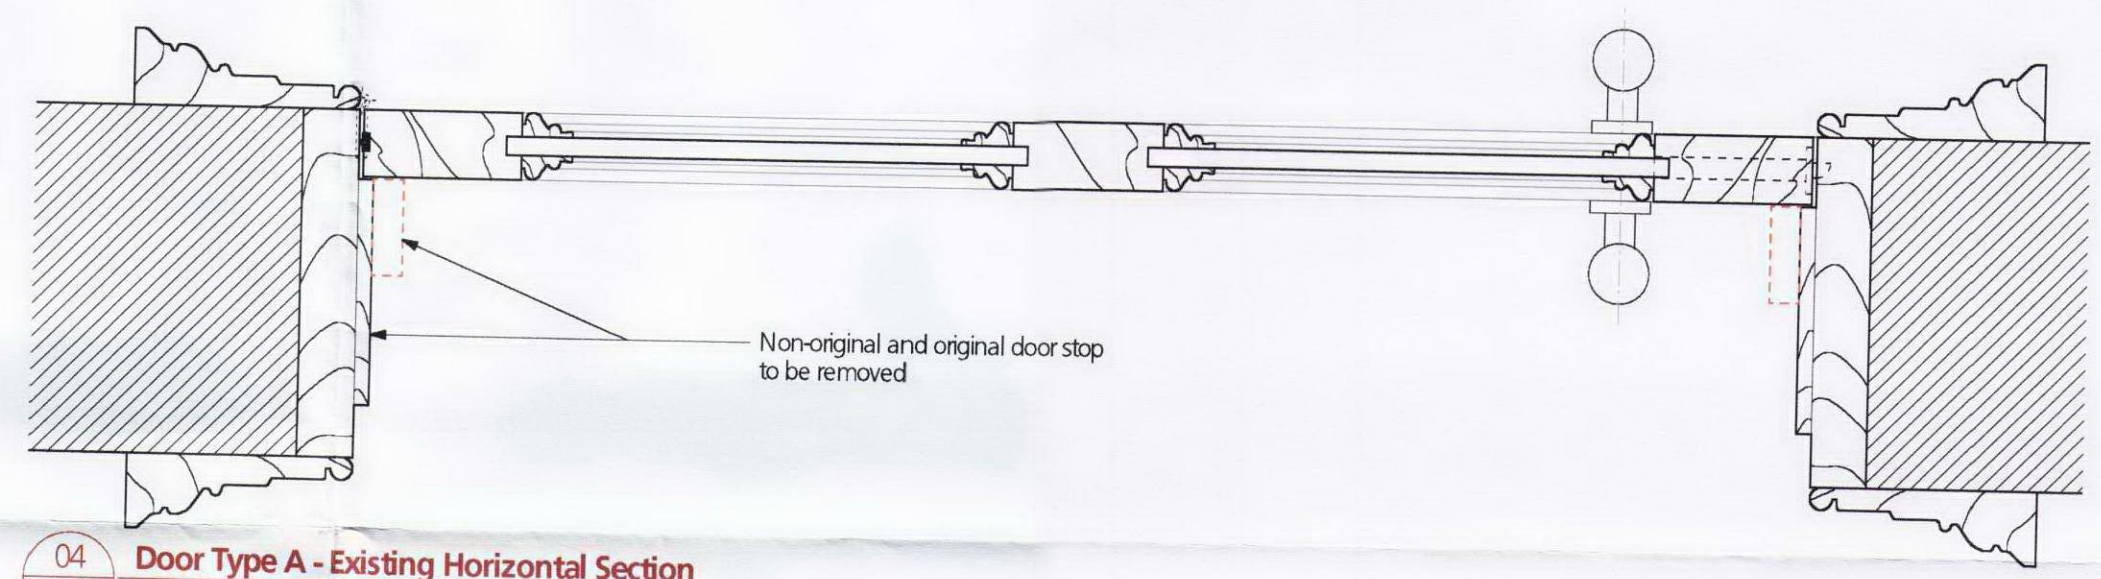 Non-original and original door stop
to be removed
04
Door Type A - Existing Horizontal Section